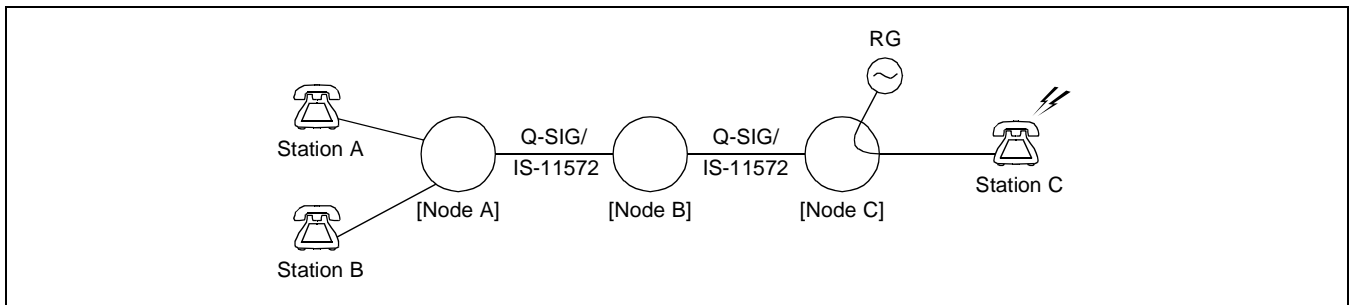 RG
Station A
Q-SIG/
IS-11572
Q-SIG/
IS-11572
Station C
[Node A]
[Node B]
[Node C]
Station B